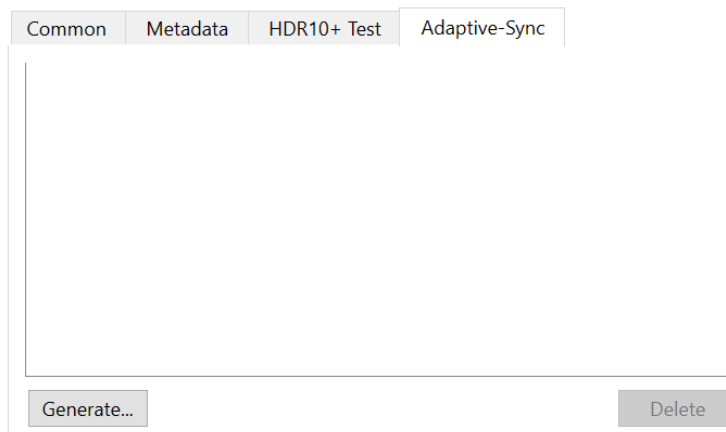 Common Metadata HDR10+ Test Adaptive-Sync
Generate... Delete